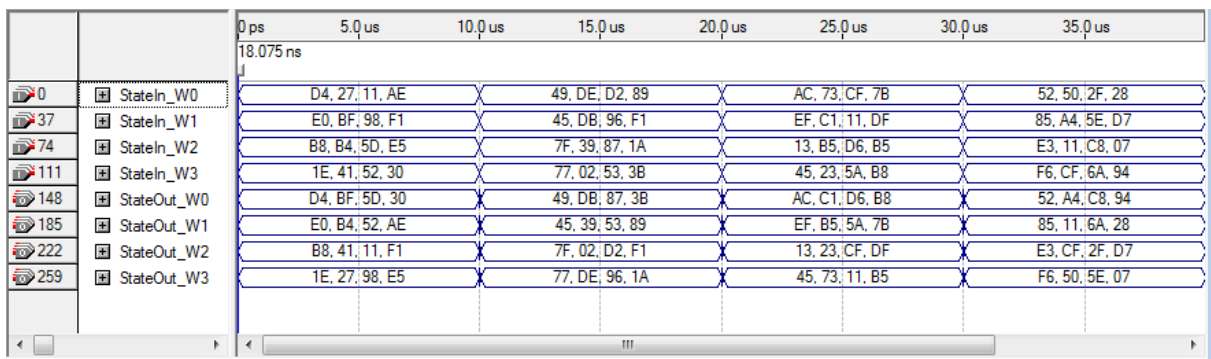 0 ps 5.0 us 10.0 us 15.0 us 20.0 us 25.0 us 30.0 us 35.0 us
18.075 ns
0 StateIn_W0 D4, 27, 11, AE 49, DE, D2, 89 AC, 73, CF, 7B 52, 50, 2F, 28
37 StateIn_W1 E0, BF, 98, F1 45, DB, 96, F1 EF, C1, 11, DF 85, A4, 5E, D7
74 StateIn_W2 B8, B4, 5D, E5 7F, 39, 87, 1A 13, B5, D6, B5 E3, 11, C8, 07
111 StateIn_W3 1E, 41, 52, 30 77, 02, 53, 3B 45, 23, 5A, B8 F6, CF, 6A, 94
148 StateOut_W0 D4, BF, 5D, 30 49, DB, 87, 3B AC, C1, D6, B8 52, A4, C8, 94
185 StateOut_W1 E0, B4, 52, AE 45, 39, 53, 89 EF, B5, 5A, 7B 85, 11, 6A, 28
222 StateOut_W2 B8, 41, 11, F1 7F, 02, D2, F1 13, 23, CF, DF E3, CF, 2F, D7
259 StateOut_W3 1E, 27, 98, E5 77, DE, 96, 1A 45, 73, 11, B5 F6, 50, 5E, 07